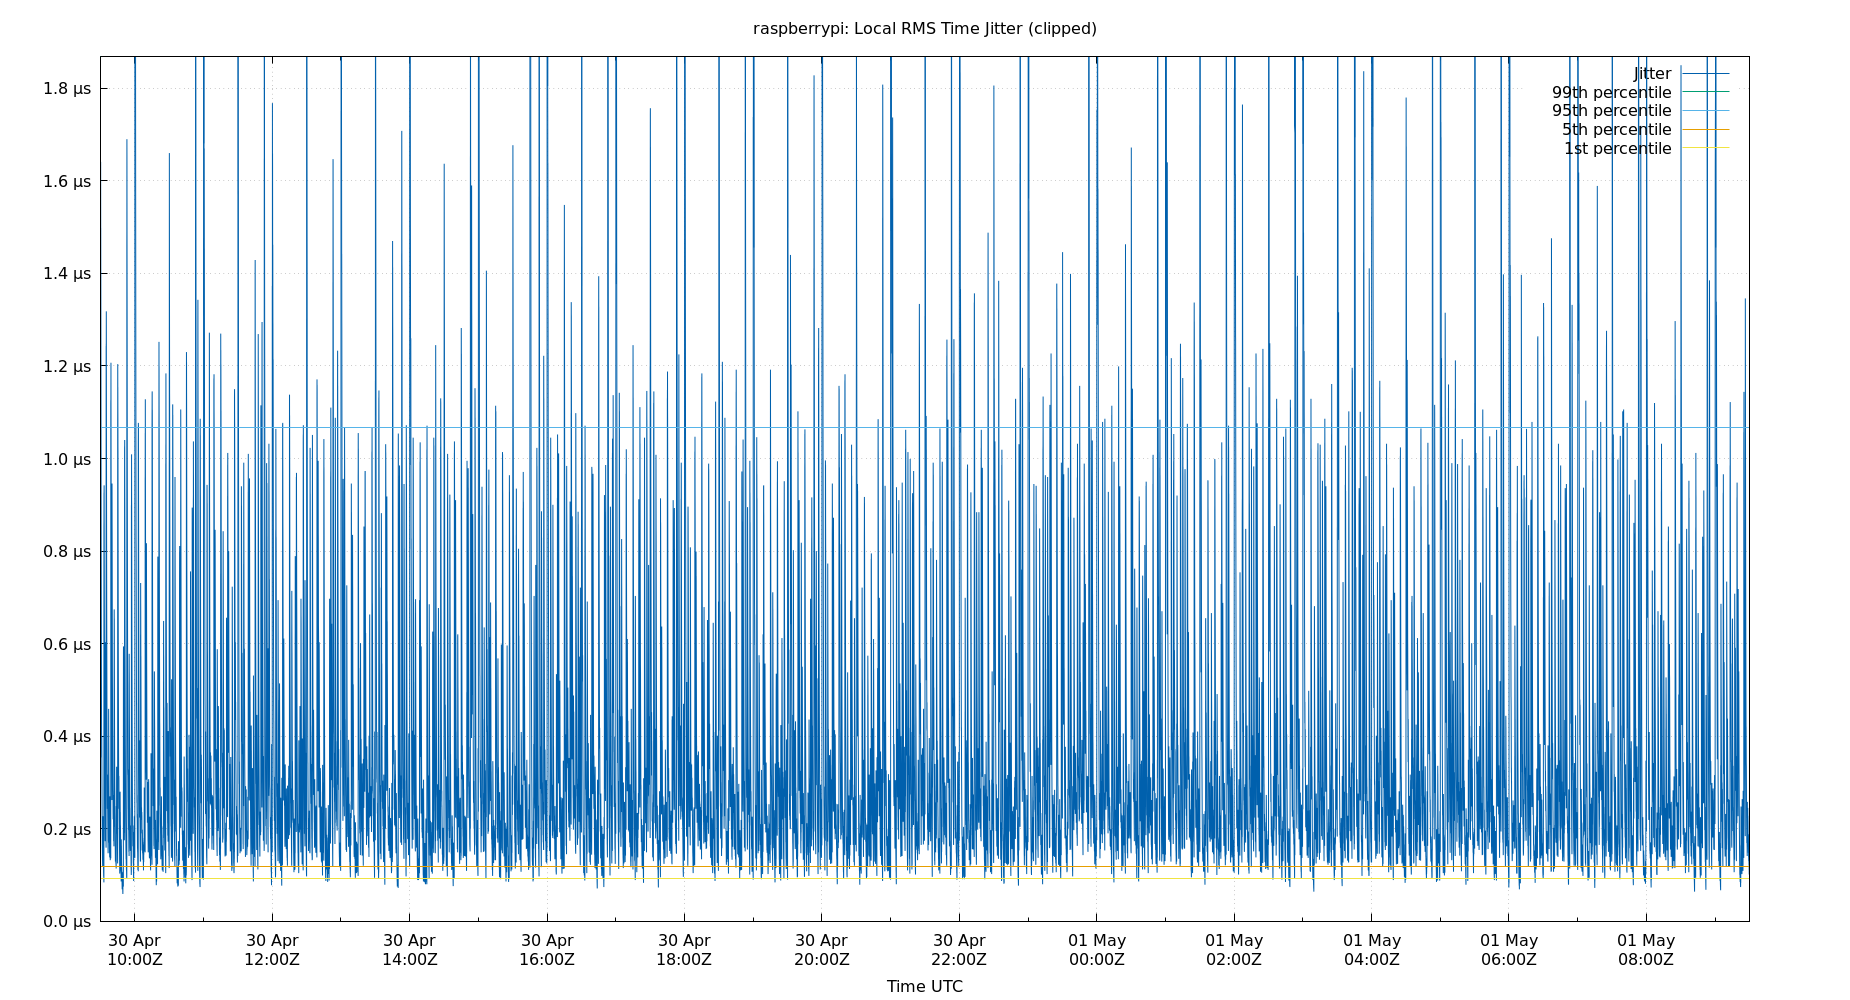 raspberrypi: Local RMS Time Jitter (clipped)
Jitter
99th percentile
95th percentile
5th percentile
1st percentile
1.8 µs
1.6 µs
1.4 µs
1.2 µs
1.0 µs
0.8 µs
0.6 µs
0.4 µs
0.2 µs
0.0 µs
30 Apr 30 Apr 30 Apr 30 Apr 30 Apr 30 Apr 30 Apr 01 May 01 May 01 May 01 May 01 May
10:00Z 12:00Z 14:00Z 16:00Z 18:00Z 20:00Z 22:00Z 00:00Z 02:00Z 04:00Z 06:00Z 08:00Z
Time UTC